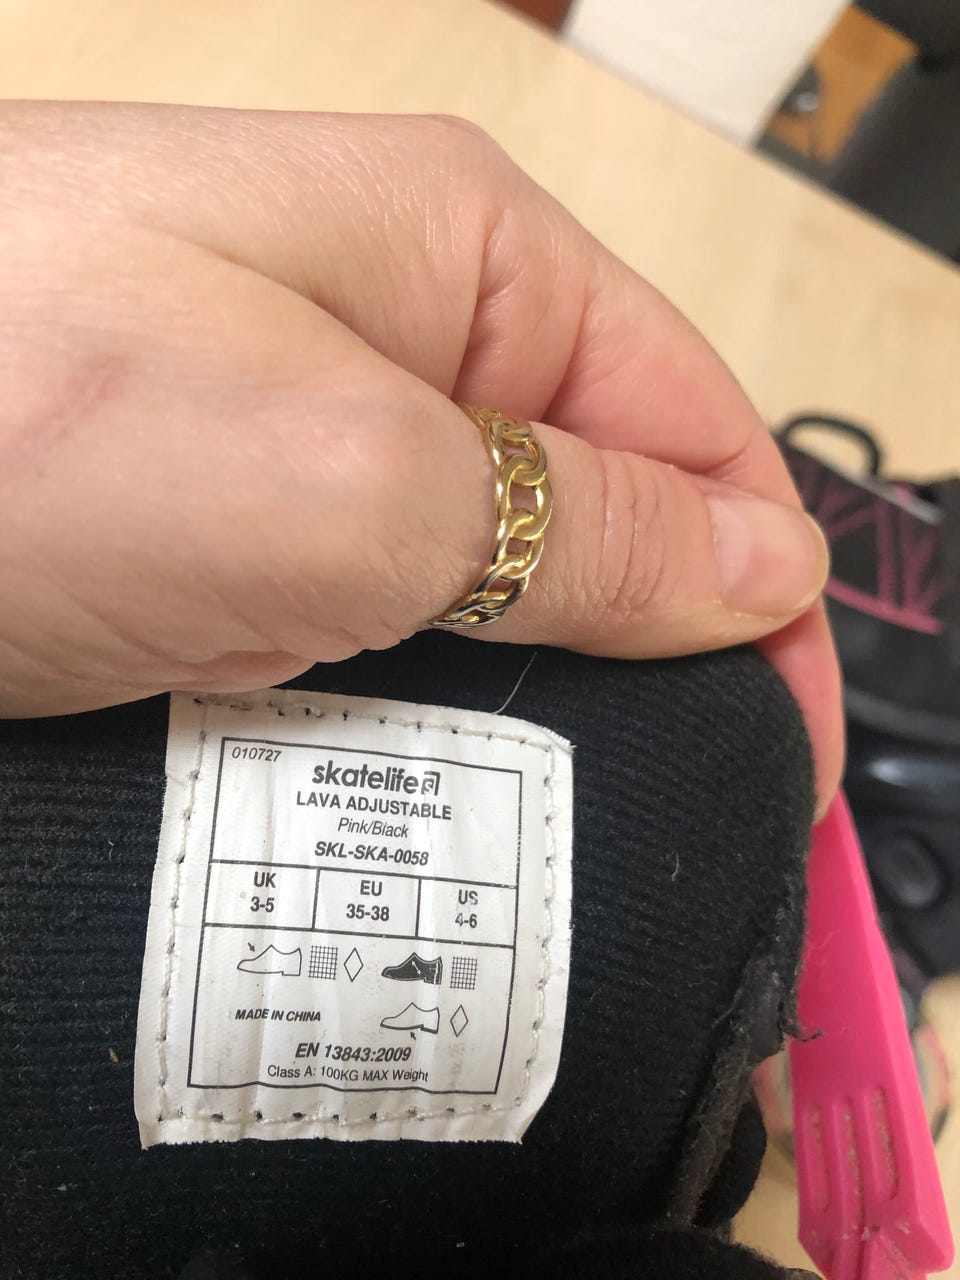 010727
skatelife
LAVA ADJUSTABLE
Pink/Black
SKL-SKA-0058
UK EU US
3-5 35-38 4-6
MADE IN CHINA
EN 13843:2009
Class A: 100KG MAX Weight